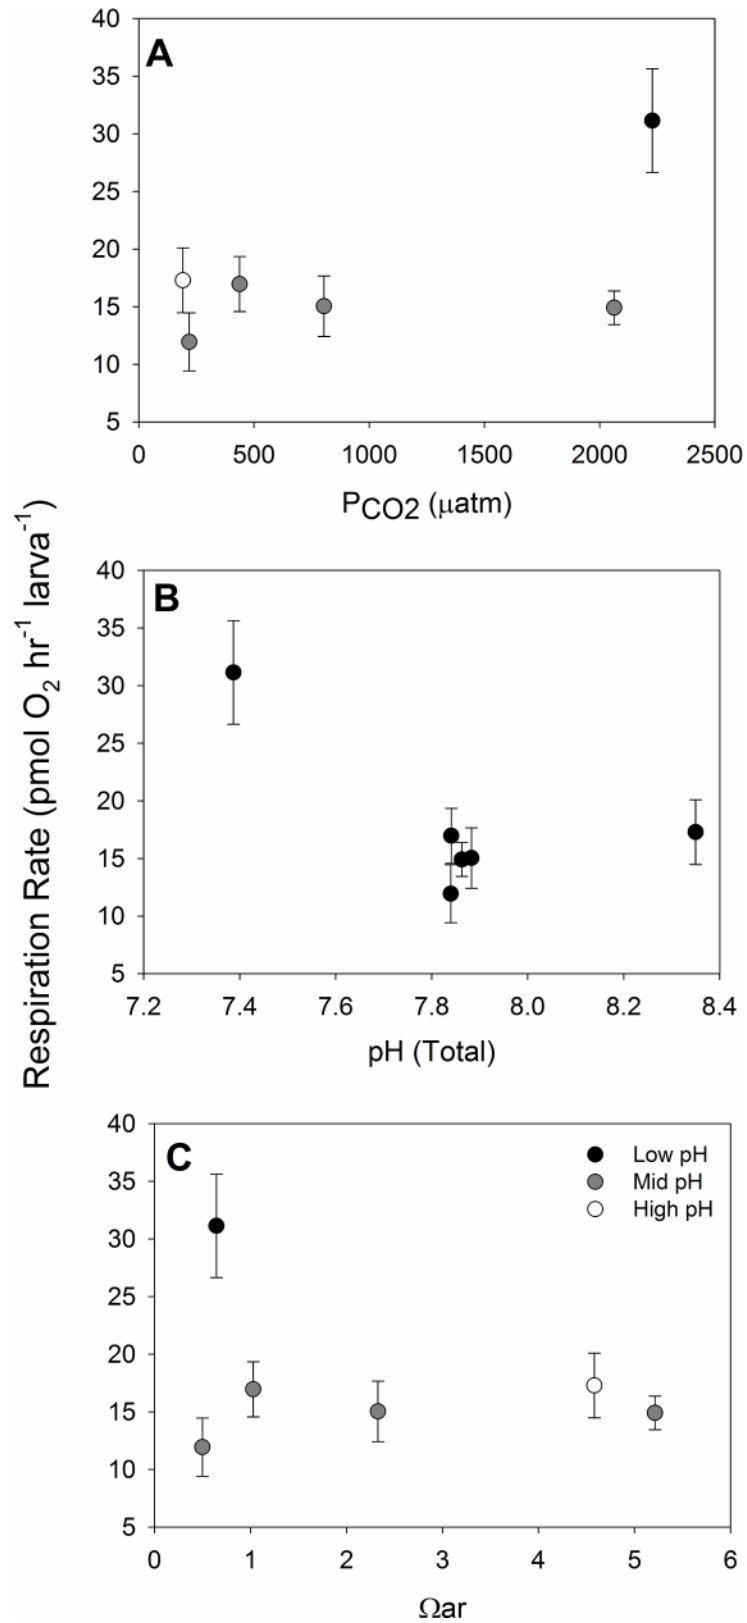 A
40
35
30
25
20
15
10
5
0 500 1000 1500 2000 2500
PCO2 (μatm)
Respiration Rate (pmol O2 hr-1 larva-1)
B
40
35
30
25
20
15
10
5
7.2 7.4 7.6 7.8 8.0 8.2 8.4
pH (Total)
C
40
35
30
25
20
15
10
5
Low pH
Mid pH
High pH
0 1 2 3 4 5 6
Ωar